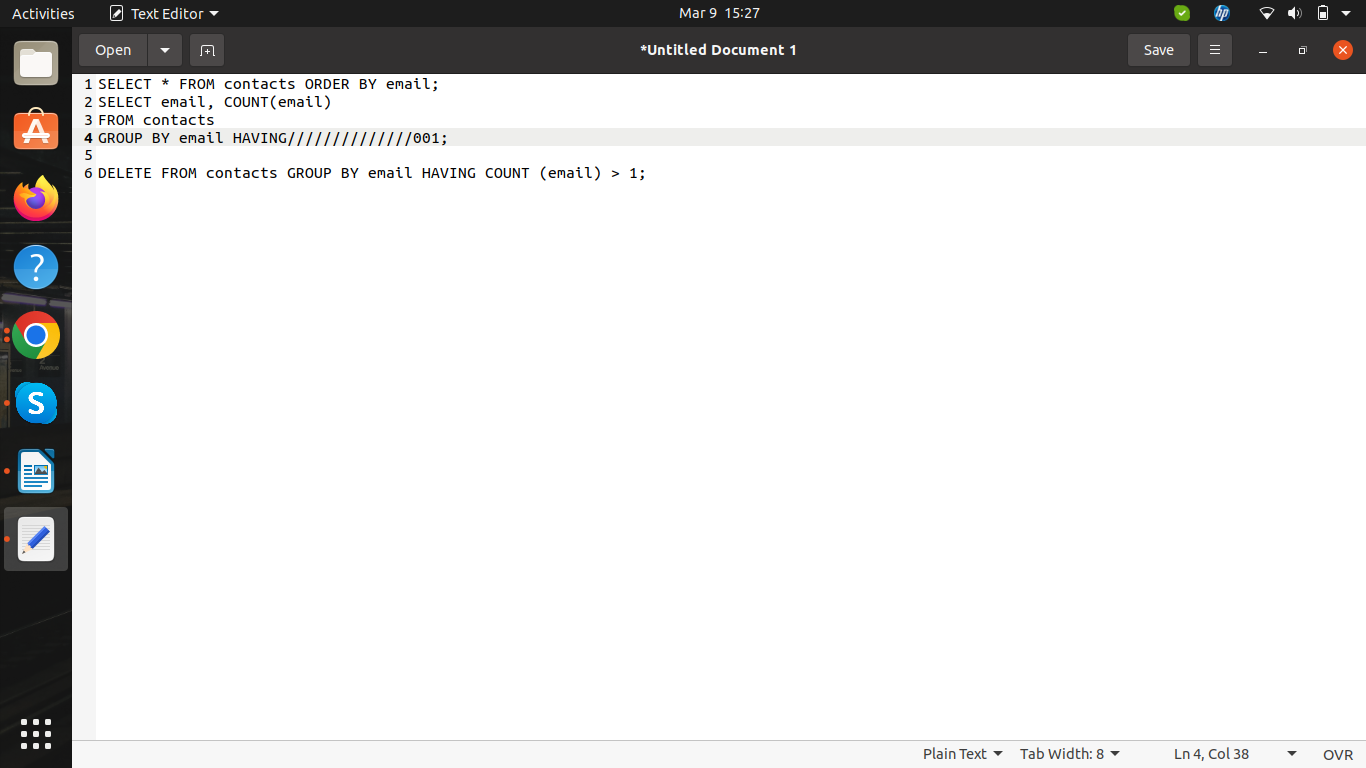 Activities
Text Editor
Mar 9 15:27
hp
Open
*Untitled Document 1
Save
1 SELECT * FROM contacts ORDER BY email;
2 SELECT email, COUNT(email)
3 FROM contacts
4 GROUP BY email HAVING//////////////001;
5
6 DELETE FROM contacts GROUP BY email HAVING COUNT (email) > 1;
Plain Text
Tab Width: 8
Ln 4, Col 38
OVR